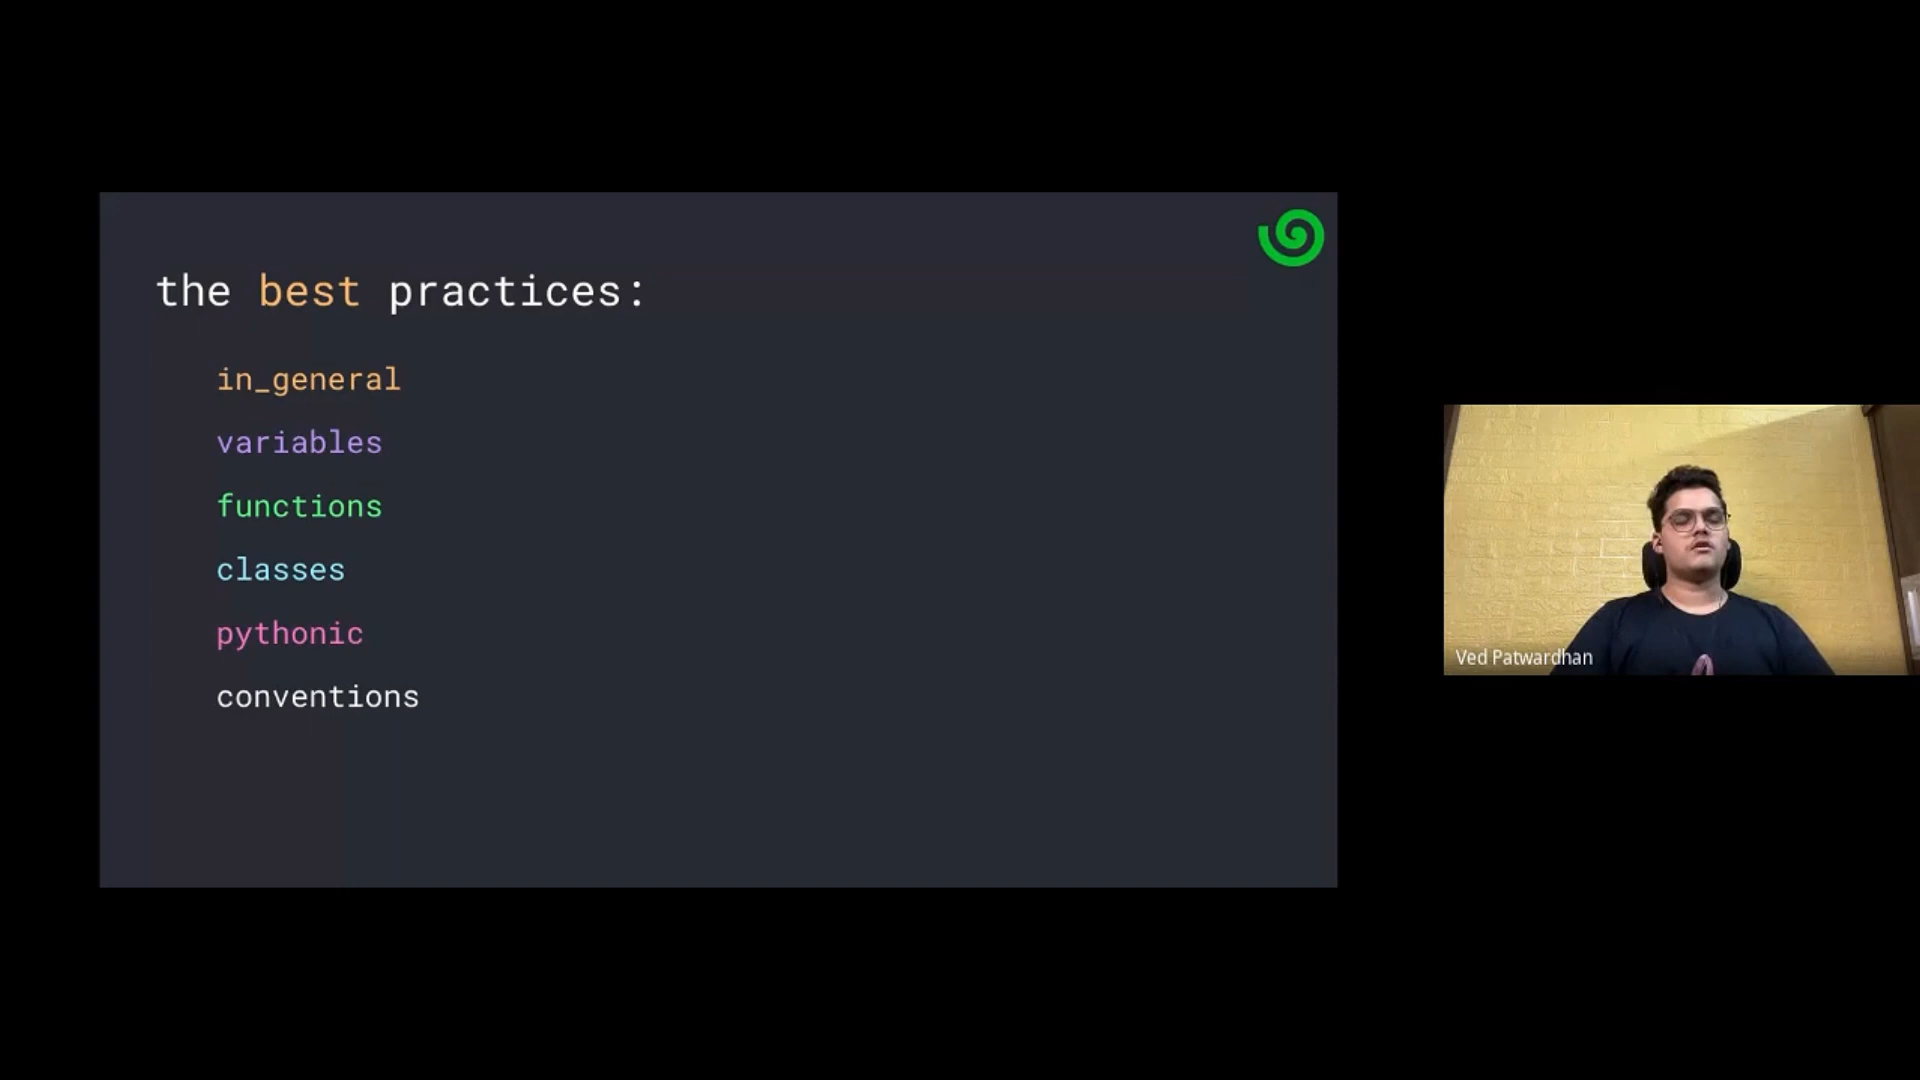 the best practices:
in_general
variables
functions
classes
pythonic
conventions
Ved Patwardhan